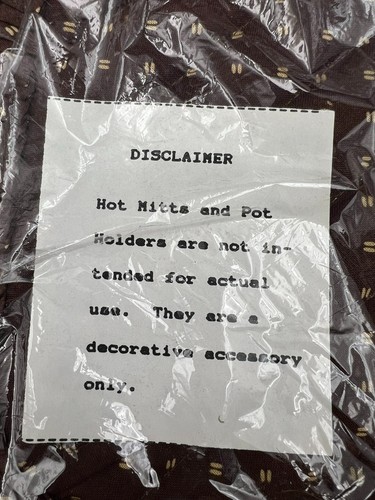 DISCLAIMER
Hot Mitts and Pot
Holders are not in-
tended for actual
use. They are a
decorative accessory
only.